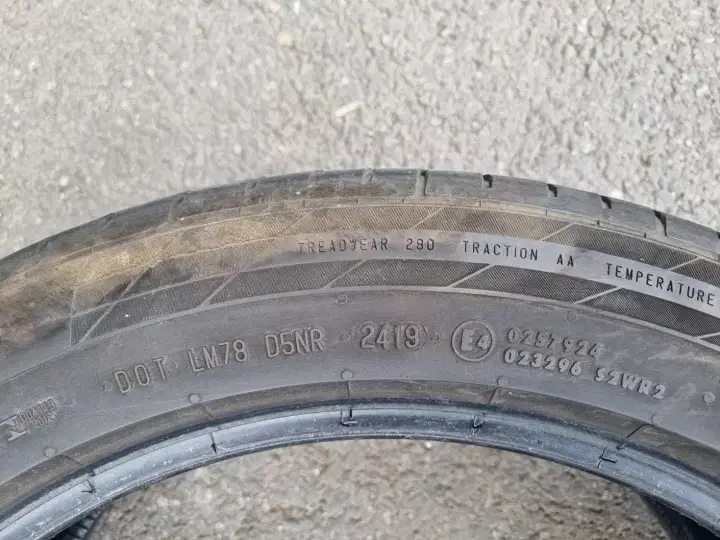 TREADWEAR 280 TRACTION AA TEMPERATURE
DOT LM78 D5NR 2419 E4 0257924
023296 S2WR2